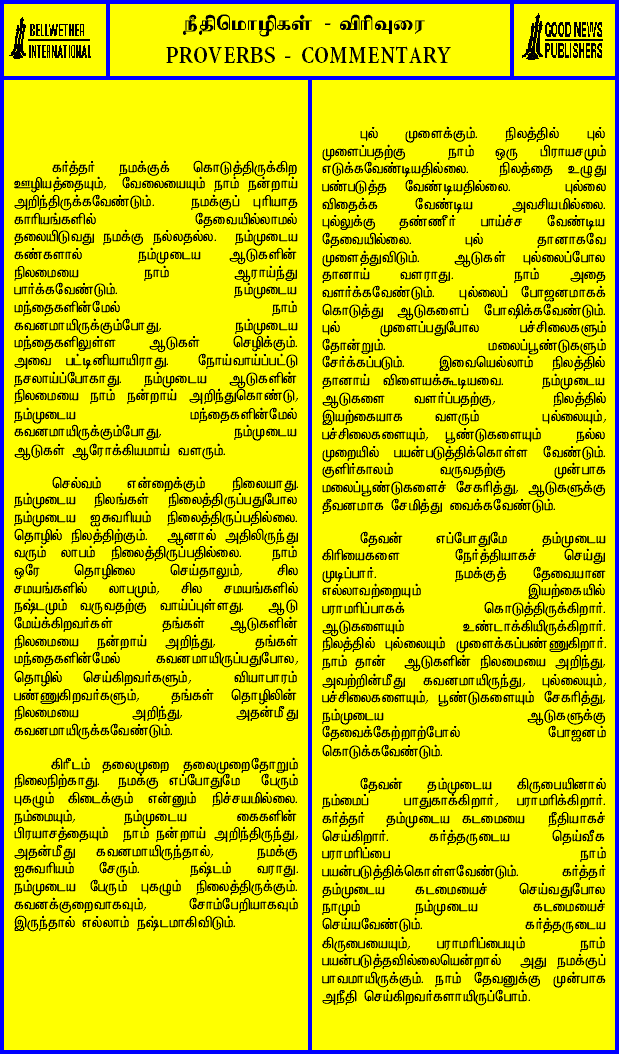 BELLWETHER
INTERNATIONAL
நீதிமொழிகள் - விரிவுரை
PROVERBS - COMMENTARY
GOOD NEWS
PUBLISHERS
கர்த்தர் நமக்குக் கொடுத்திருக்கிற
ஊழியத்தையும், வேலையையும் நாம் நன்றாய்
அறிந்திருக்கவேண்டும். நமக்குப் புரியாத
காரியங்களில் தேவையில்லாமல்
தலையிடுவது நமக்கு நல்லதல்ல. நம்முடைய
கண்களால் நம்முடைய ஆடுகளின்
நிலமையை நாம் ஆராய்ந்து
பார்க்கவேண்டும். நம்முடைய
மந்தைகளின்மேல் நாம்
கவனமாயிருக்கும்போது, நம்முடைய
மந்தைகளிலுள்ள ஆடுகள் செழிக்கும்.
அவை பட்டினியாயிராது. நோய்வாய்ப்பட்டு
நசலாய்ப்போகாது. நம்முடைய ஆடுகளின்
நிலமையை நாம் நன்றாய் அறிந்துகொண்டு,
நம்முடைய மந்தைகளின்மேல்
கவனமாயிருக்கும்போது, நம்முடைய
ஆடுகள் ஆரோக்கியமாய் வளரும்.
செல்வம் என்றைக்கும் நிலையாது.
நம்முடைய நிலங்கள் நிலைத்திருப்பதுபோல
நம்முடைய ஐசுவரியம் நிலைத்திருப்பதில்லை.
தொழில் நிலத்திற்கும். ஆனால் அதிலிருந்து
வரும் லாபம் நிலைத்திருப்பதில்லை. நாம்
ஒரே தொழிலை செய்தாலும், சில
சமயங்களில் லாபமும், சில சமயங்களில்
நஷ்டமும் வருவதற்கு வாய்ப்புள்ளது. ஆடு
மேய்க்கிறவர்கள் தங்கள் ஆடுகளின்
நிலமையை நன்றாய் அறிந்து, தங்கள்
மந்தைகளின்மேல் கவனமாயிருப்பதுபோல,
தொழில் செய்கிறவர்களும், வியாபாரம்
பண்ணுகிறவர்களும், தங்கள் தொழிலின்
நிலமையை அறிந்து, அதன்மீது
கவனமாயிருக்கவேண்டும்.
கிரீடம் தலைமுறை தலைமுறைதோறும்
நிலைநிற்காது. நமக்கு எப்போதுமே பேரும்
புகழும் கிடைக்கும் என்னும் நிச்சயமில்லை.
நம்மையும், நம்முடைய கைகளின்
பிரயாசத்தையும் நாம் நன்றாய் அறிந்திருந்து,
அதன்மீது கவனமாயிருந்தால், நமக்கு
ஐசுவரியம் சேரும். நஷ்டம் வராது.
நம்முடைய பேரும் புகழும் நிலைத்திருக்கும்.
கவனக்குறைவாகவும், சோம்பேறியாகவும்
இருந்தால் எல்லாம் நஷ்டமாகிவிடும்.
புல் முளைக்கும். நிலத்தில் புல்
முளைப்பதற்கு நாம் ஒரு பிராயசமும்
எடுக்கவேண்டியதில்லை. நிலத்தை உழுது
பண்படுத்த வேண்டியதில்லை. புல்லை
விதைக்க வேண்டிய அவசியமில்லை.
புல்லுக்கு தண்ணீர் பாய்ச்ச வேண்டிய
தேவையில்லை. புல் தானாகவே
முளைத்துவிடும். ஆடுகள் புல்லைப்போல
தானாய் வளராது. நாம் அதை
வளர்க்கவேண்டும். புல்லைப் போஜனமாகக்
கொடுத்து ஆடுகளைப் போஷிக்கவேண்டும்.
புல் முளைப்பதுபோல பச்சிலைகளும்
தோன்றும். மலைப்பூண்டுகளும்
சேர்க்கப்படும். இவையெல்லாம் நிலத்தில்
தானாய் விளையக்கூடியவை. நம்முடைய
ஆடுகளை வளர்ப்பதற்கு, நிலத்தில்
இயற்கையாக வளரும் புல்லையும்,
பச்சிலைகளையும், பூண்டுகளையும் நல்ல
முறையில் பயன்படுத்திக்கொள்ள வேண்டும்.
குளிர்காலம் வருவதற்கு முன்பாக
மலைப்பூண்டுகளைச் சேகரித்து, ஆடுகளுக்கு
தீவனமாக சேமித்து வைக்கவேண்டும்.
தேவன் எப்போதுமே தம்முடைய
கிரியைகளை நேர்த்தியாகச் செய்து
முடிப்பார். நமக்குத் தேவையான
எல்லாவற்றையும் இயற்கையில்
பராமரிப்பாகக் கொடுத்திருக்கிறார்.
ஆடுகளையும் உண்டாக்கியிருக்கிறார்.
நிலத்தில் புல்லையும் முளைக்கப்பண்ணுகிறார்.
நாம் தான் ஆடுகளின் நிலமையை அறிந்து,
அவற்றின்மீது கவனமாயிருந்து, புல்லையும்,
பச்சிலைகளையும், பூண்டுகளையும் சேகரித்து,
நம்முடைய ஆடுகளுக்கு
தேவைக்கேற்றாற்போல் போஜனம்
கொடுக்கவேண்டும்.
தேவன் தம்முடைய கிருபையினால்
நம்மைப் பாதுகாக்கிறார், பராமரிக்கிறார்.
கர்த்தர் தம்முடைய கடமையை நீதியாகச்
செய்கிறார். கர்த்தருடைய தெய்வீக
பராமரிப்பை நாம்
பயன்படுத்திக்கொள்ளவேண்டும். கர்த்தர்
தம்முடைய கடமையைச் செய்வதுபோல
நாமும் நம்முடைய கடமையைச்
செய்யவேண்டும். கர்த்தருடைய
கிருபையையும், பராமரிப்பையும் நாம்
பயன்படுத்தவில்லையென்றால் அது நமக்குப்
பாவமாயிருக்கும். நாம் தேவனுக்கு முன்பாக
அநீதி செய்கிறவர்களாயிருப்போம்.